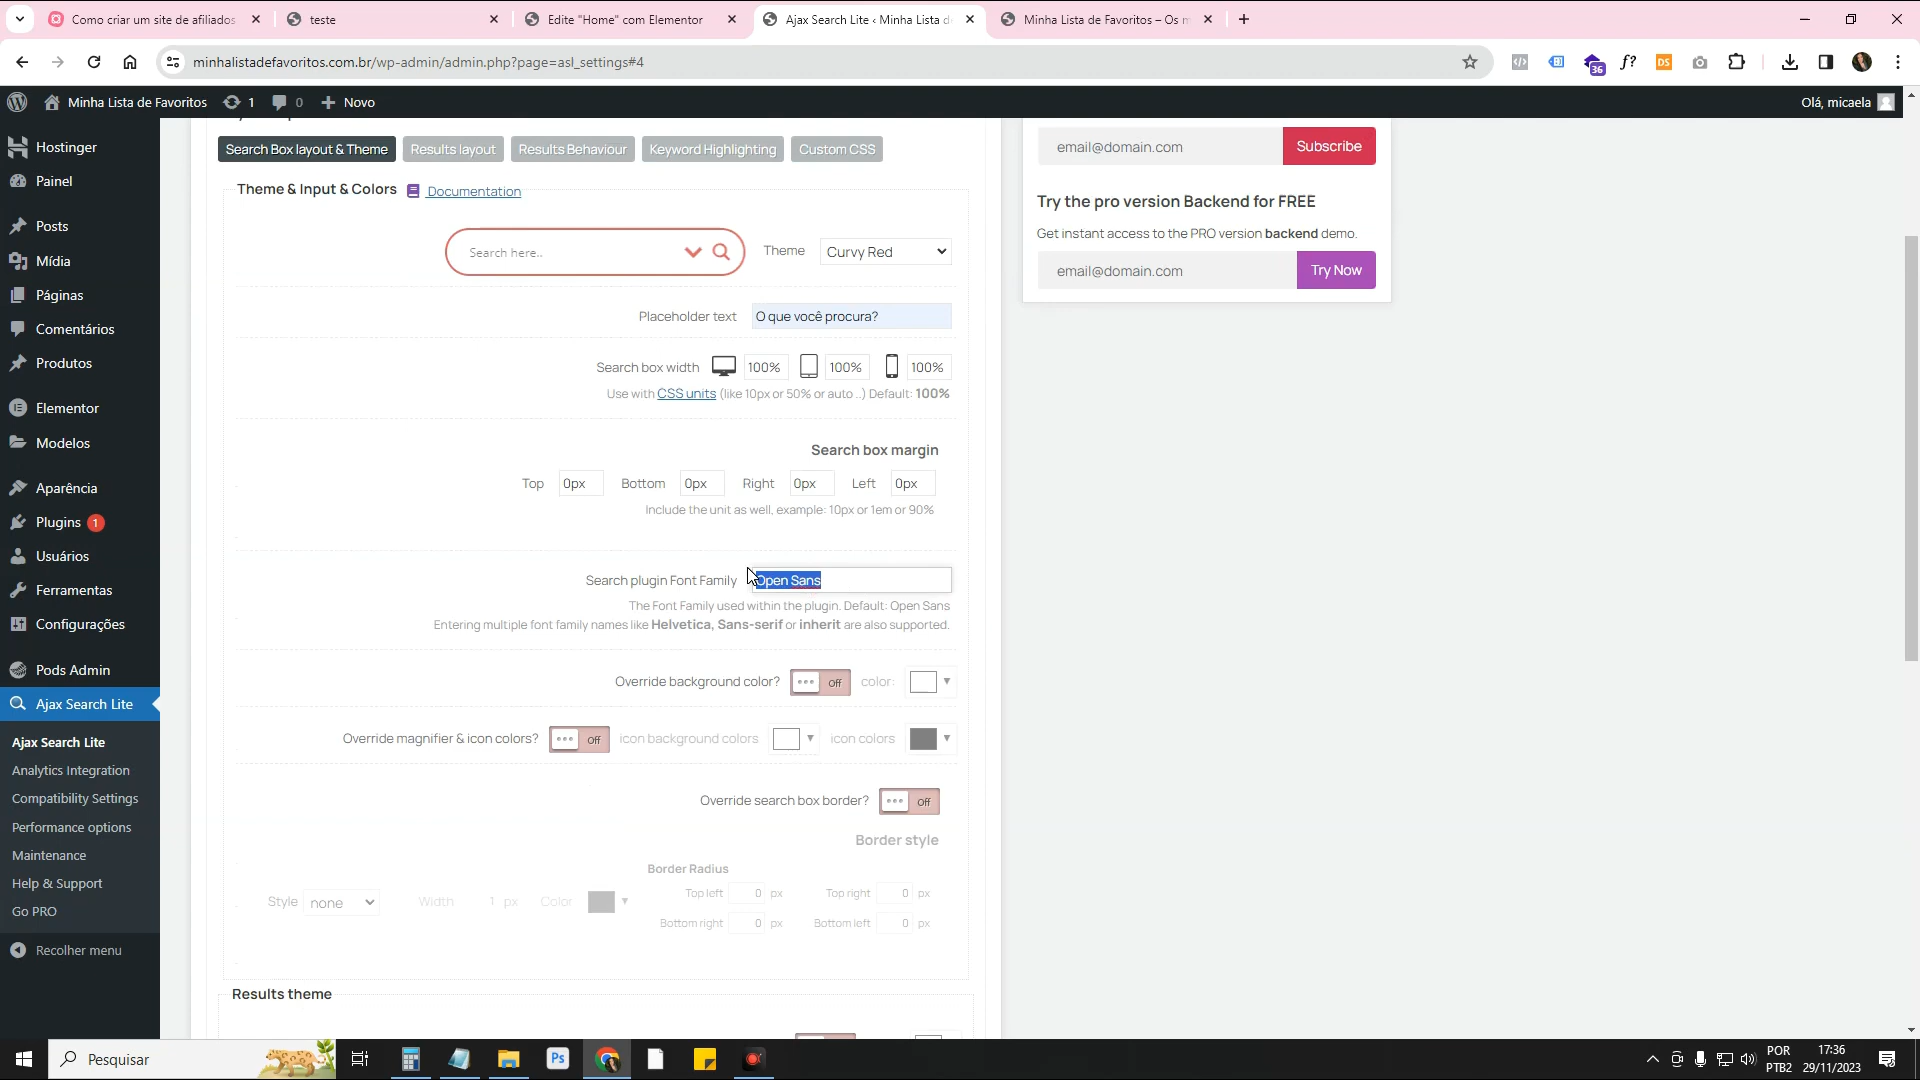 Como criar um site de afiliados
teste
Edite "Home" com Elementor
Ajax Search Lite ‹ Minha Lista de
Minha Lista de Favoritos – Os m
minhalistadefavoritos.com.br/wp-admin/admin.php?page=asl_settings#4
36
f?
DS
Minha Lista de Favoritos
1
0
Novo
Olá, micaela
Hostinger
Painel
Posts
Mídia
Páginas
Comentários
Produtos
Elementor
Modelos
Aparência
Plugins 1
Usuários
Ferramentas
Configurações
Pods Admin
Ajax Search Lite
Ajax Search Lite
Analytics Integration
Compatibility Settings
Performance options
Maintenance
Help & Support
Go PRO
Recolher menu
Search Box layout & Theme
Results layout
Results Behaviour
Keyword Highlighting
Custom CSS
Theme & Input & Colors
Documentation
Search here..
Theme
Curvy Red
Placeholder text
O que você procura?
Search box width
100%
100%
100%
Use with CSS units (like 10px or 50% or auto ..) Default: 100%
Search box margin
Top 0px Bottom 0px Right 0px Left 0px
Include the unit as well, example: 10px or 1em or 90%
Search plugin Font Family
Open Sans
The Font Family used within the plugin. Default: Open Sans
Entering multiple font family names like Helvetica, Sans-serif or inherit are also supported.
Override background color? Off color:
Override magnifier & icon colors? Off icon background colors icon colors
Override search box border? Off
Border style
Border Radius
Style none Width 1 px Color
Top left 0 px Top right 0 px
Bottom right 0 px Bottom left 0 px
Results theme
email@domain.com
Subscribe
Try the pro version Backend for FREE
Get instant access to the PRO version backend demo.
email@domain.com
Try Now
Pesquisar
Ps
POR
PTB2
17:36
29/11/2023